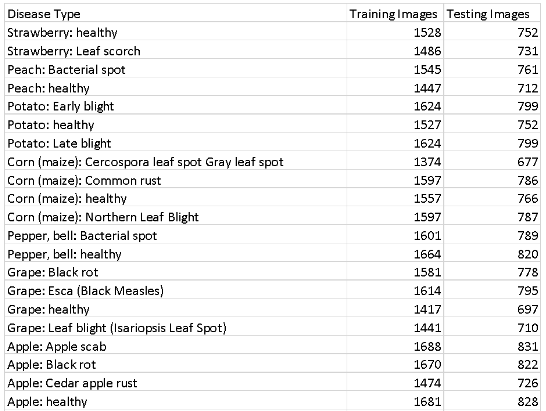 Disease Type Training Images Testing Images
Strawberry: healthy 1528 752
Strawberry: Leaf scorch 1486 731
Peach: Bacterial spot 1545 761
Peach: healthy 1447 712
Potato: Early blight 1624 799
Potato: healthy 1527 752
Potato: Late blight 1624 799
Corn (maize): Cercospora leaf spot Gray leaf spot 1374 677
Corn (maize): Common rust 1597 786
Corn (maize): healthy 1557 766
Corn (maize): Northern Leaf Blight 1597 787
Pepper, bell: Bacterial spot 1601 789
Pepper, bell: healthy 1664 820
Grape: Black rot 1581 778
Grape: Esca (Black Measles) 1614 795
Grape: healthy 1417 697
Grape: Leaf blight (Isariopsis Leaf Spot) 1441 710
Apple: Apple scab 1688 831
Apple: Black rot 1670 822
Apple: Cedar apple rust 1474 726
Apple: healthy 1681 828